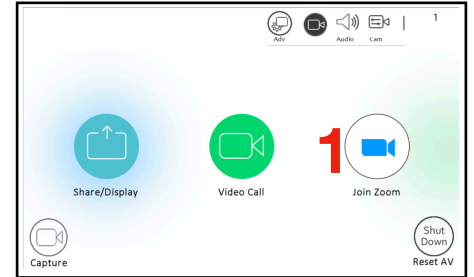 1
Adv Audio Cam
1
Share/Display Video Call Join Zoom
Shut
Down
Capture Reset AV